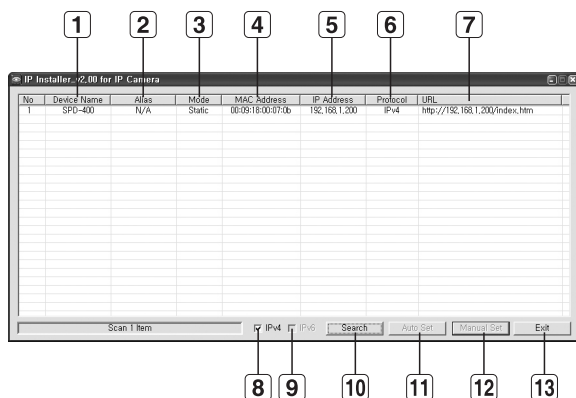 1 2 3 4 5 6 7
IP Installer_v2.00 for IP Camera
No Device Name Alias Mode MAC Address IP Address Protocol URL
1 SPD-400 N/A Static 00:09:18:00:07:0b 192,168,1,200 IPv4 http://192,168,1,200/index,htm
Scan 1 Item IPv4 IPv6 Search Auto Set Manual Set Exit
8 9 10 11 12 13